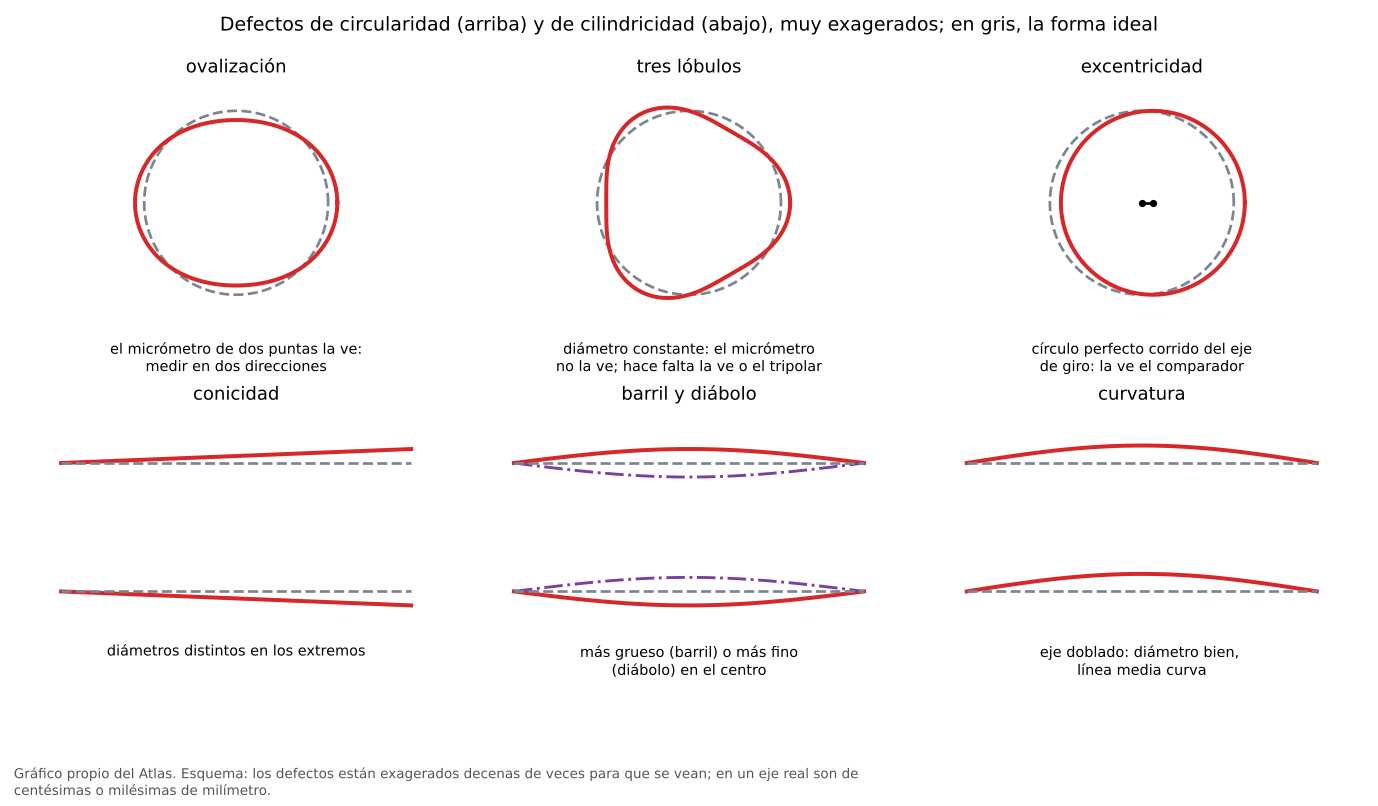 Defectos de circularidad (arriba) y de cilindricidad (abajo), muy exagerados; en gris, la forma ideal
ovalización
tres lóbulos
excentricidad
el micrómetro de dos puntas la ve:
medir en dos direcciones
diámetro constante: el micrómetro
no la ve; hace falta la ve o el tripolar
círculo perfecto corrido del eje
de giro: la ve el comparador
conicidad
barril y diábolo
curvatura
diámetros distintos en los extremos
más grueso (barril) o más fino
(diábolo) en el centro
eje doblado: diámetro bien,
línea media curva
Gráfico propio del Atlas. Esquema: los defectos están exagerados decenas de veces para que se vean; en un eje real son de
centésimas o milésimas de milímetro.